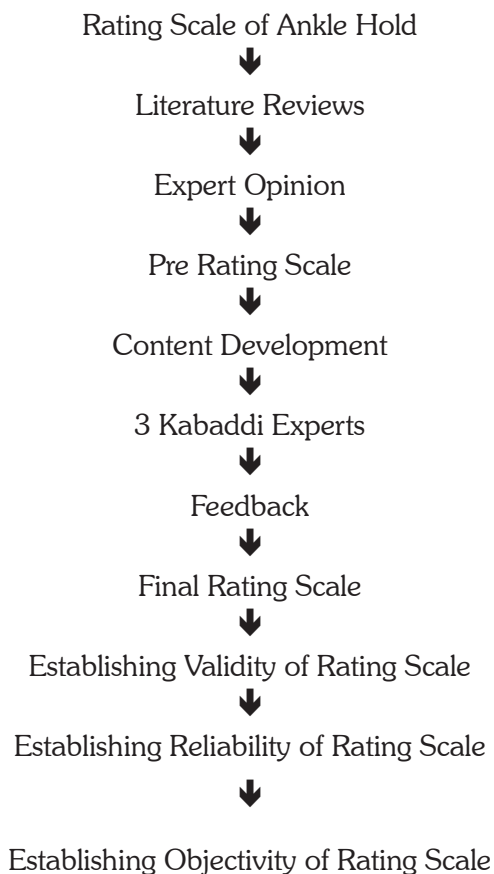 Rating Scale of Ankle Hold
Literature Reviews
Expert Opinion
Pre Rating Scale
Content Development
3 Kabaddi Experts
Feedback
Final Rating Scale
Establishing Validity of Rating Scale
Establishing Reliability of Rating Scale
Establishing Objectivity of Rating Scale